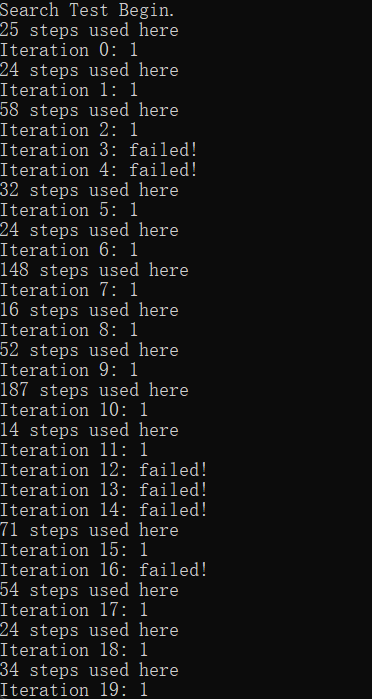 Search Test Begin.
25 steps used here
Iteration 0: 1
24 steps used here
Iteration 1: 1
58 steps used here
Iteration 2: 1
Iteration 3: failed!
Iteration 4: failed!
32 steps used here
Iteration 5: 1
24 steps used here
Iteration 6: 1
148 steps used here
Iteration 7: 1
16 steps used here
Iteration 8: 1
52 steps used here
Iteration 9: 1
187 steps used here
Iteration 10: 1
14 steps used here
Iteration 11: 1
Iteration 12: failed!
Iteration 13: failed!
Iteration 14: failed!
71 steps used here
Iteration 15: 1
Iteration 16: failed!
54 steps used here
Iteration 17: 1
24 steps used here
Iteration 18: 1
34 steps used here
Iteration 19: 1